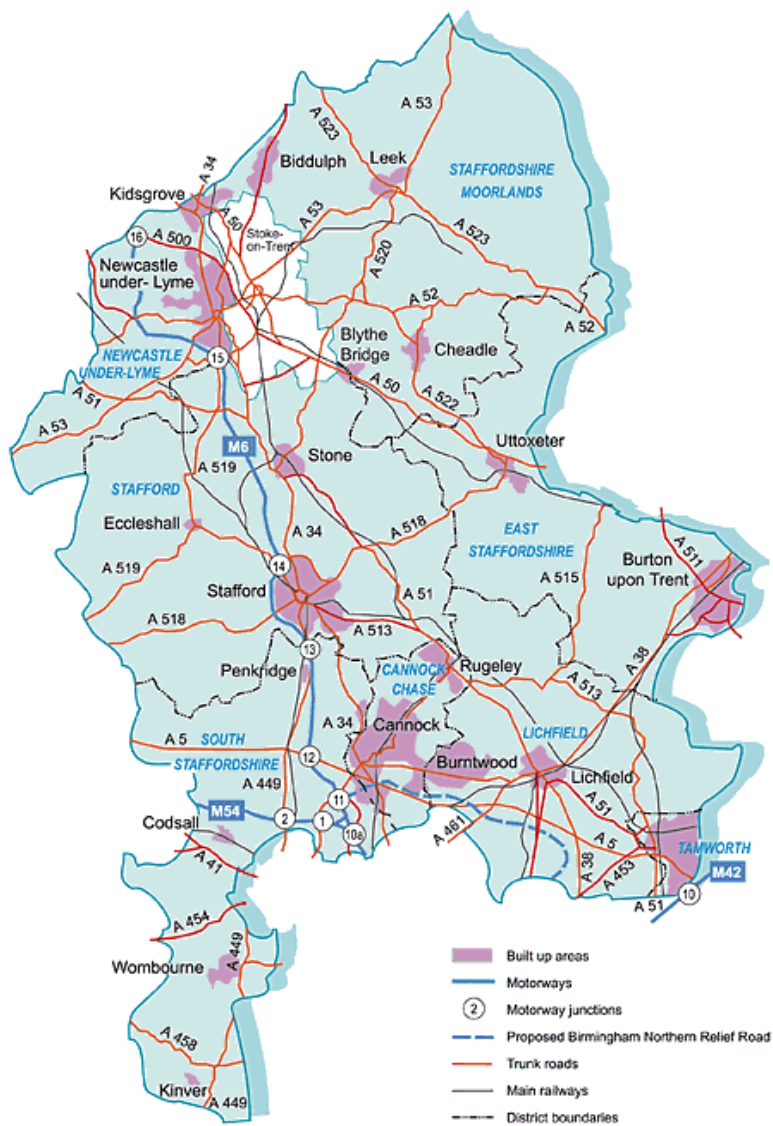 A 53
A 523
A 34
Biddulph
Leek
STAFFORDSHIRE
MOORLANDS
Kidsgrove
A 50
A 53
Stoke-
on-Trent
A 523
16
A 500
A 520
Newcastle
under- Lyme
A 52
A 52
Blythe
Bridge
Cheadle
NEWCASTLE
UNDER-LYME
15
A 50
A 51
A 522
A 53
M6
Uttoxeter
Stone
A 519
STAFFORD
Eccleshall
A 34
A 518
EAST
STAFFORDSHIRE
A 511
Burton
upon Trent
A 519
14
A 515
Stafford
A 51
A 518
A 513
13
A 38
Penkridge
CANNOCK
CHASE
Rugeley
A 513
A 34
Cannock
A 5
SOUTH
STAFFORDSHIRE
LICHFIELD
12
Burntwood
Lichfield
A 449
11
M54
A 51
Codsall
2
1
10a
A 461
A 5
TAMWORTH
A 41
A 38
A 453
M42
10
A 51
A 454
A 449
Wombourne
Built up areas
Motorways
2
Motorway junctions
A 458
Proposed Birmingham Northern Relief Road
Trunk roads
Kinver
Main railways
A 449
District boundaries